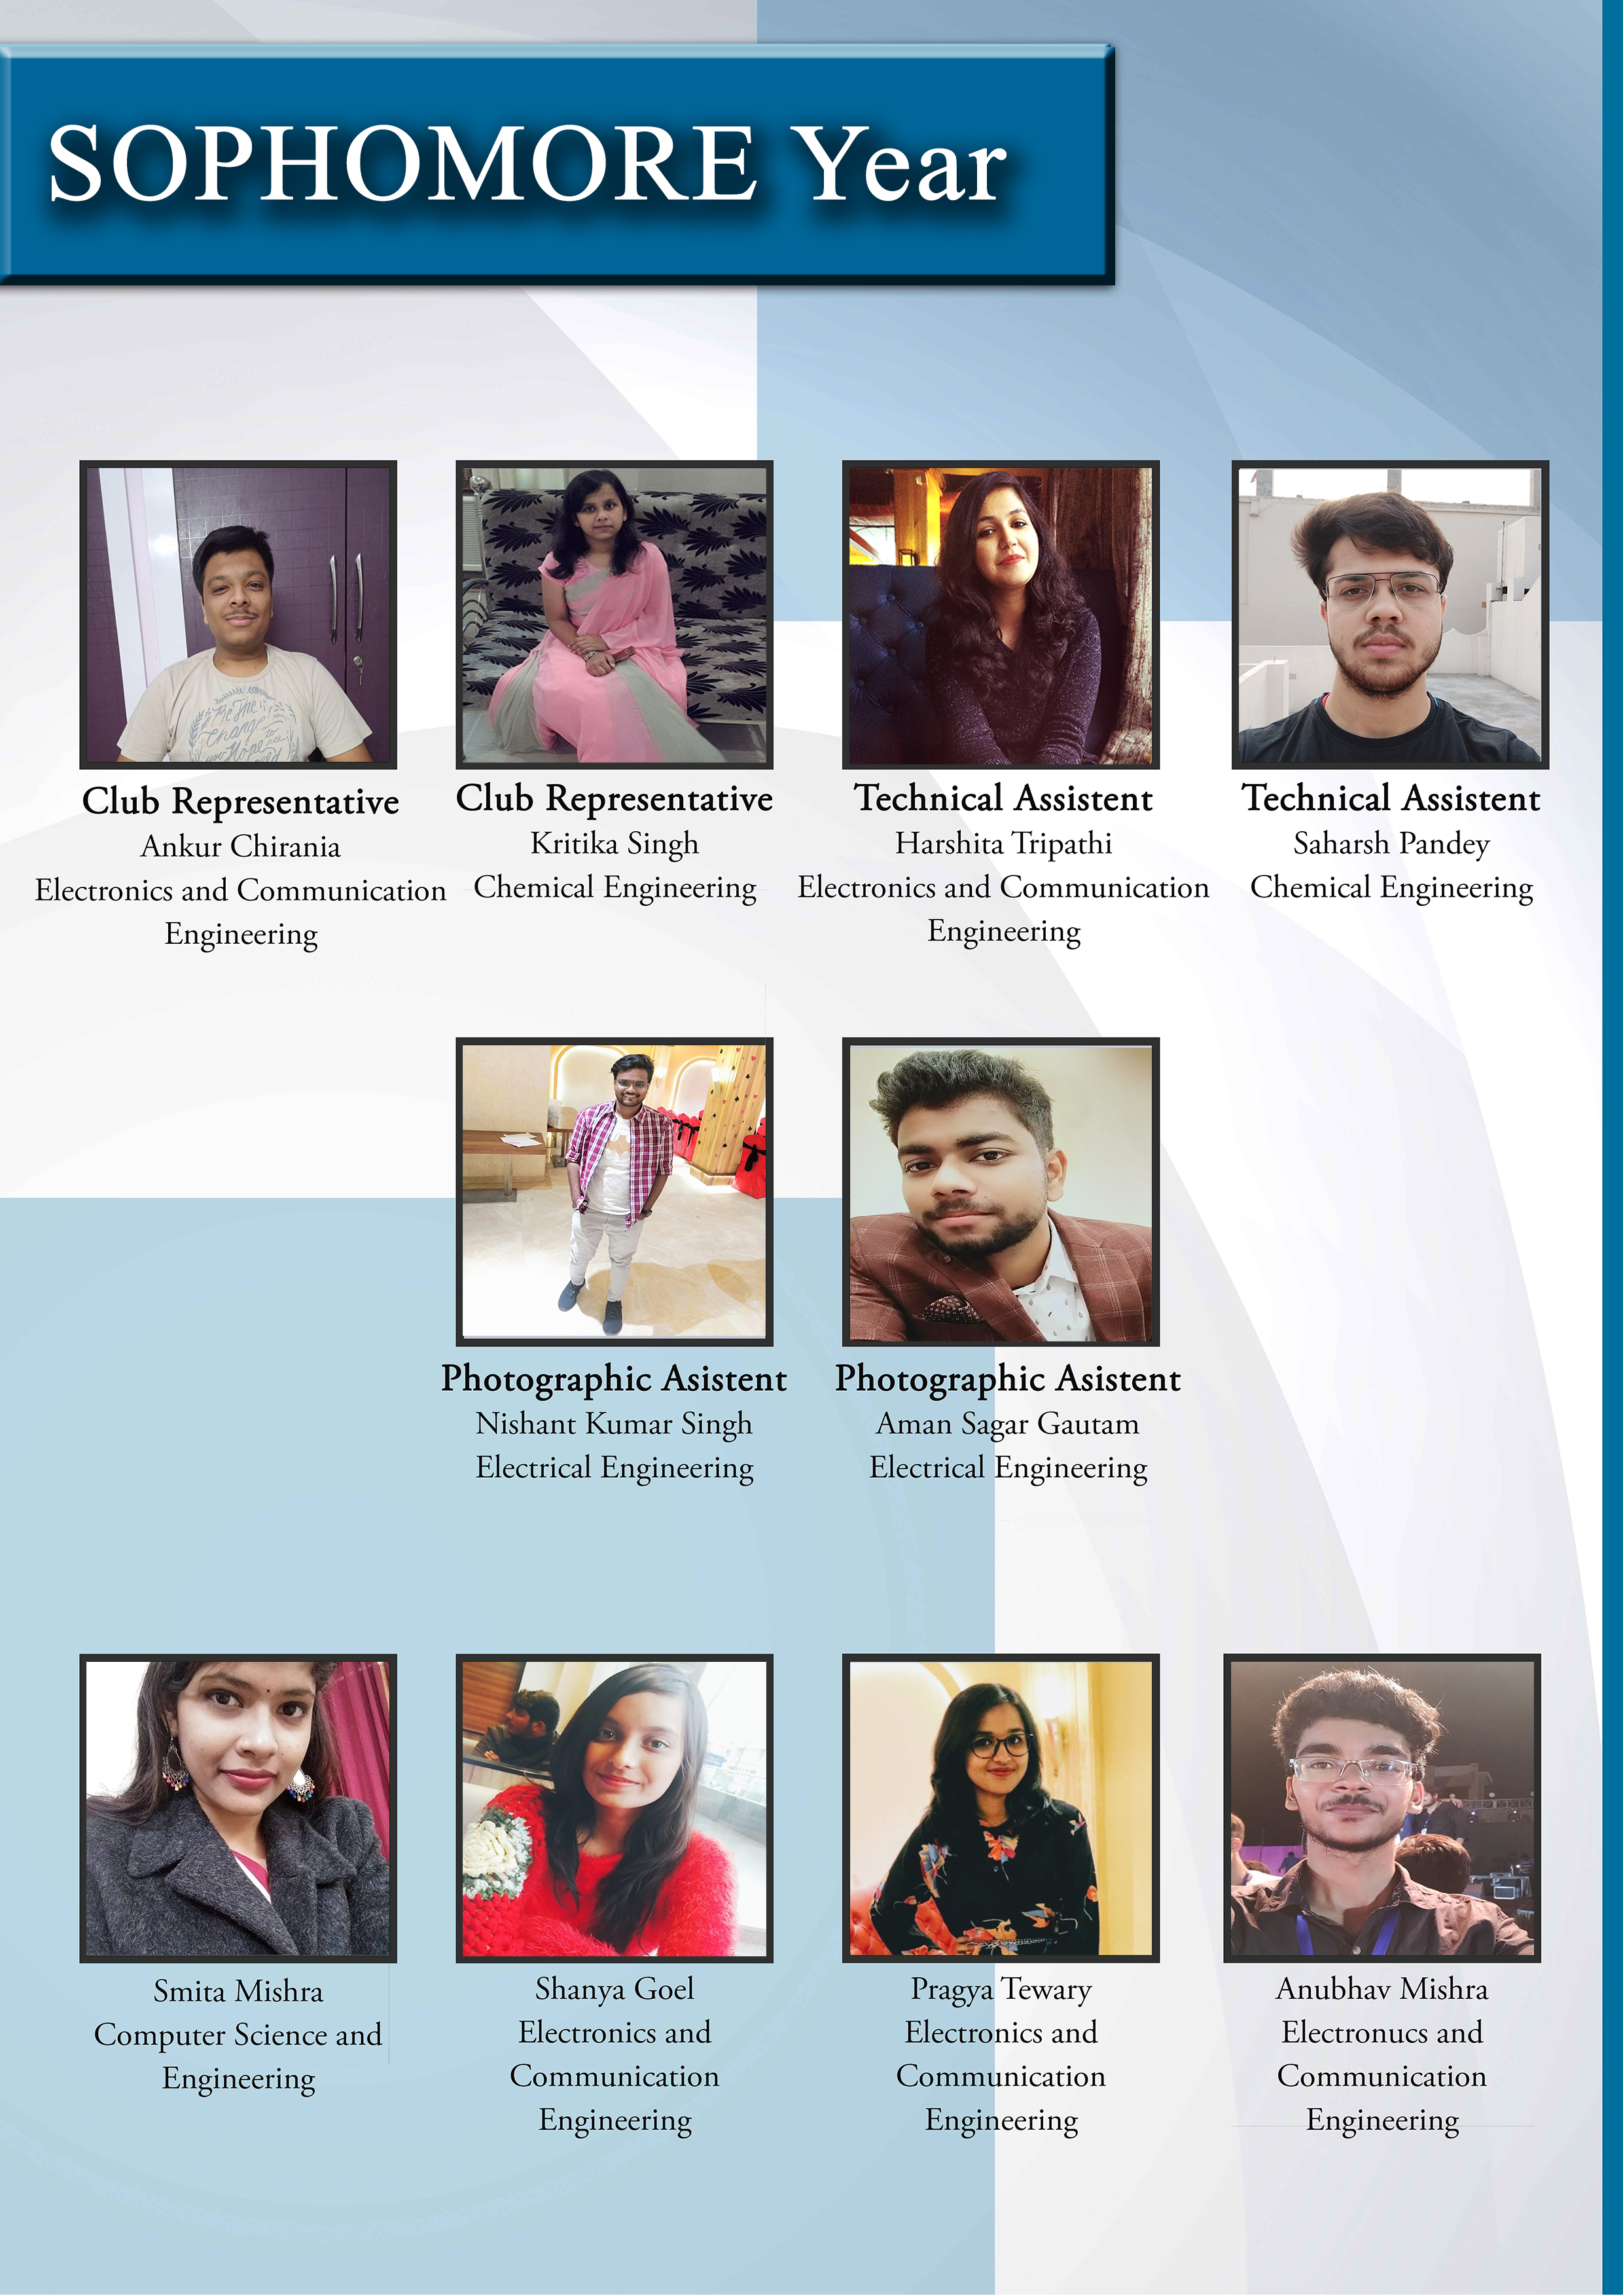 SOPHOMORE Year
Club Representative
Ankur Chirania
Electronics and Communication
Engineering
Club Representative
Kritika Singh
Chemical Engineering
Technical Assistent
Harshita Tripathi
Electronics and Communication
Engineering
Technical Assistent
Saharsh Pandey
Chemical Engineering
Photographic Asistent
Nishant Kumar Singh
Electrical Engineering
Photographic Asistent
Aman Sagar Gautam
Electrical Engineering
Smita Mishra
Computer Science and
Engineering
Shanya Goel
Electronics and
Communication
Engineering
Pragya Tewary
Electronics and
Communication
Engineering
Anubhav Mishra
Electronucs and
Communication
Engineering